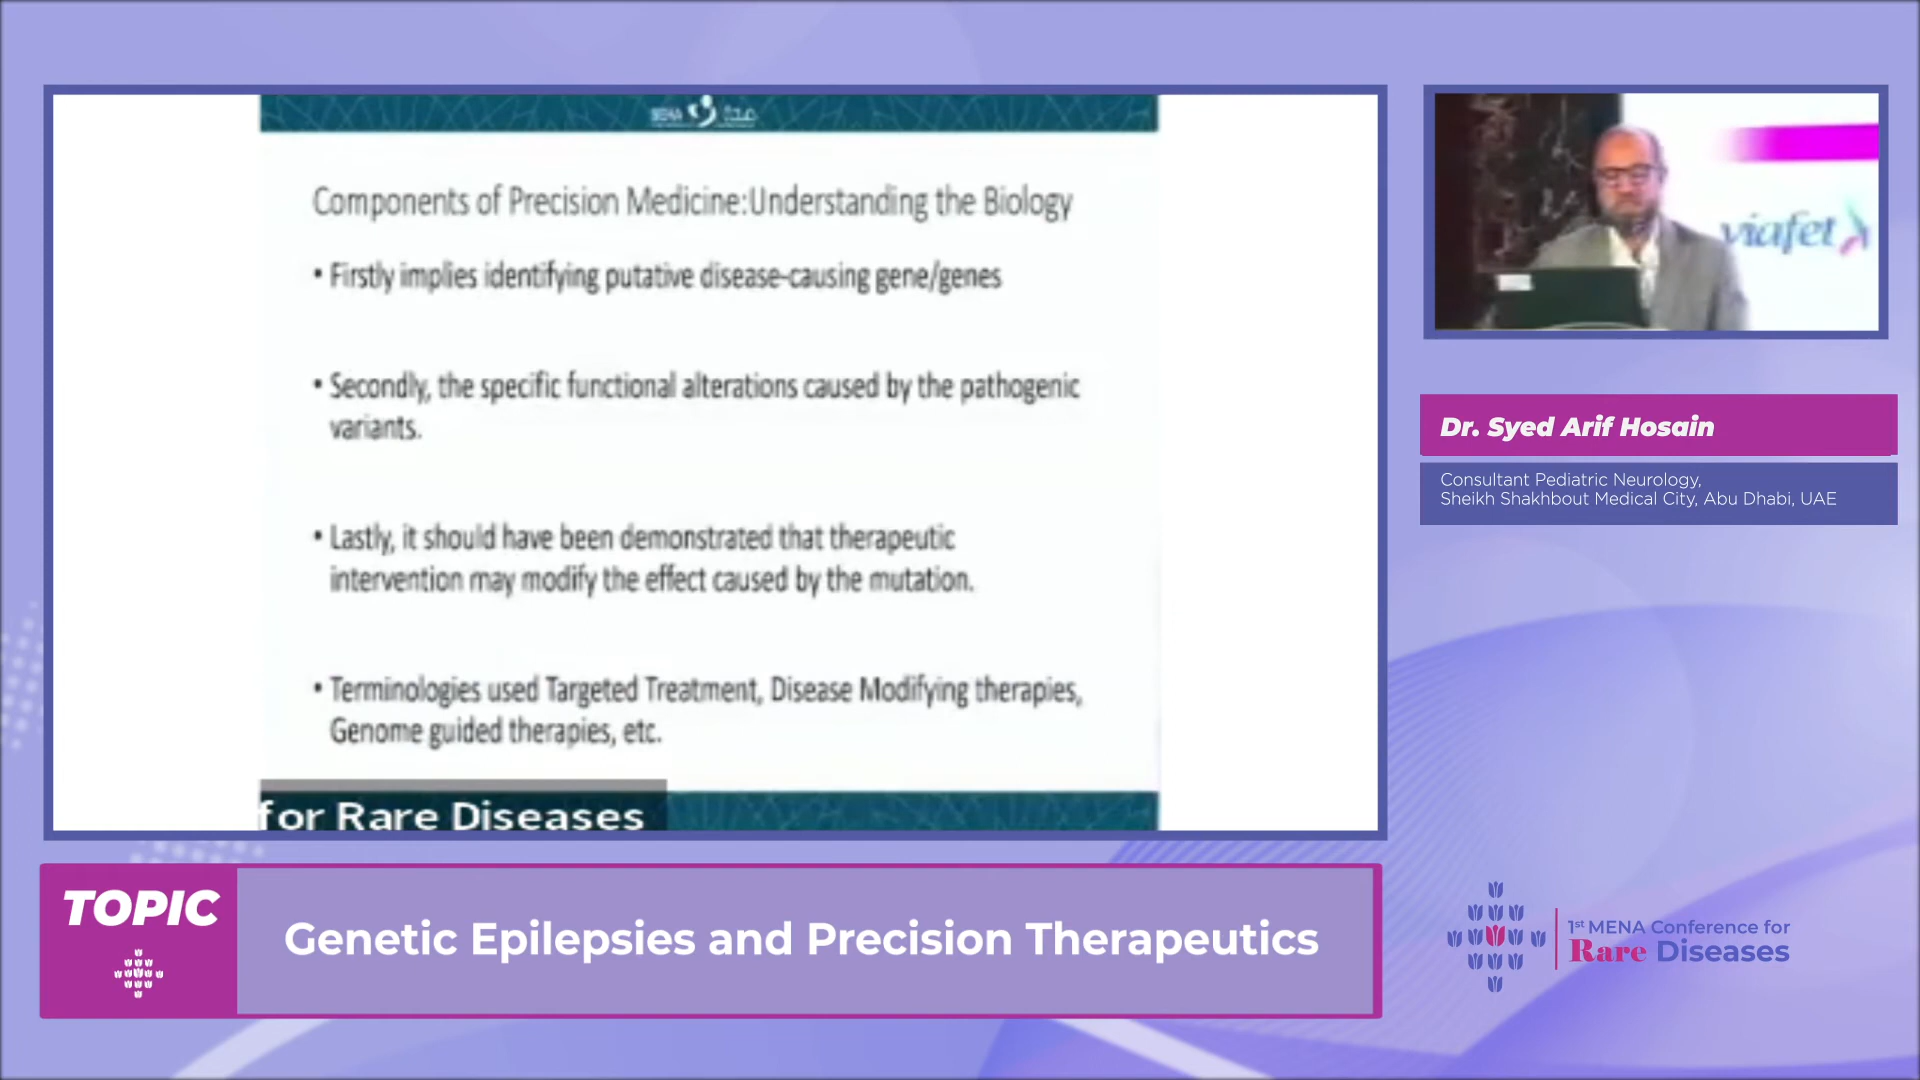 MENA
Components of Precision Medicine:Understanding the Biology
• Firstly implies identifying putative disease-causing gene/genes
• Secondly, the specific functional alterations caused by the pathogenic
variants.
• Lastly, it should have been demonstrated that therapeutic
intervention may modify the effect caused by the mutation.
• Terminologies used Targeted Treatment, Disease Modifying therapies,
Genome guided therapies, etc.
for Rare Diseases
viafet
Dr. Syed Arif Hosain
Consultant Pediatric Neurology,
Sheikh Shakhbout Medical City, Abu Dhabi, UAE
TOPIC
Genetic Epilepsies and Precision Therapeutics
1st MENA Conference for
Rare Diseases